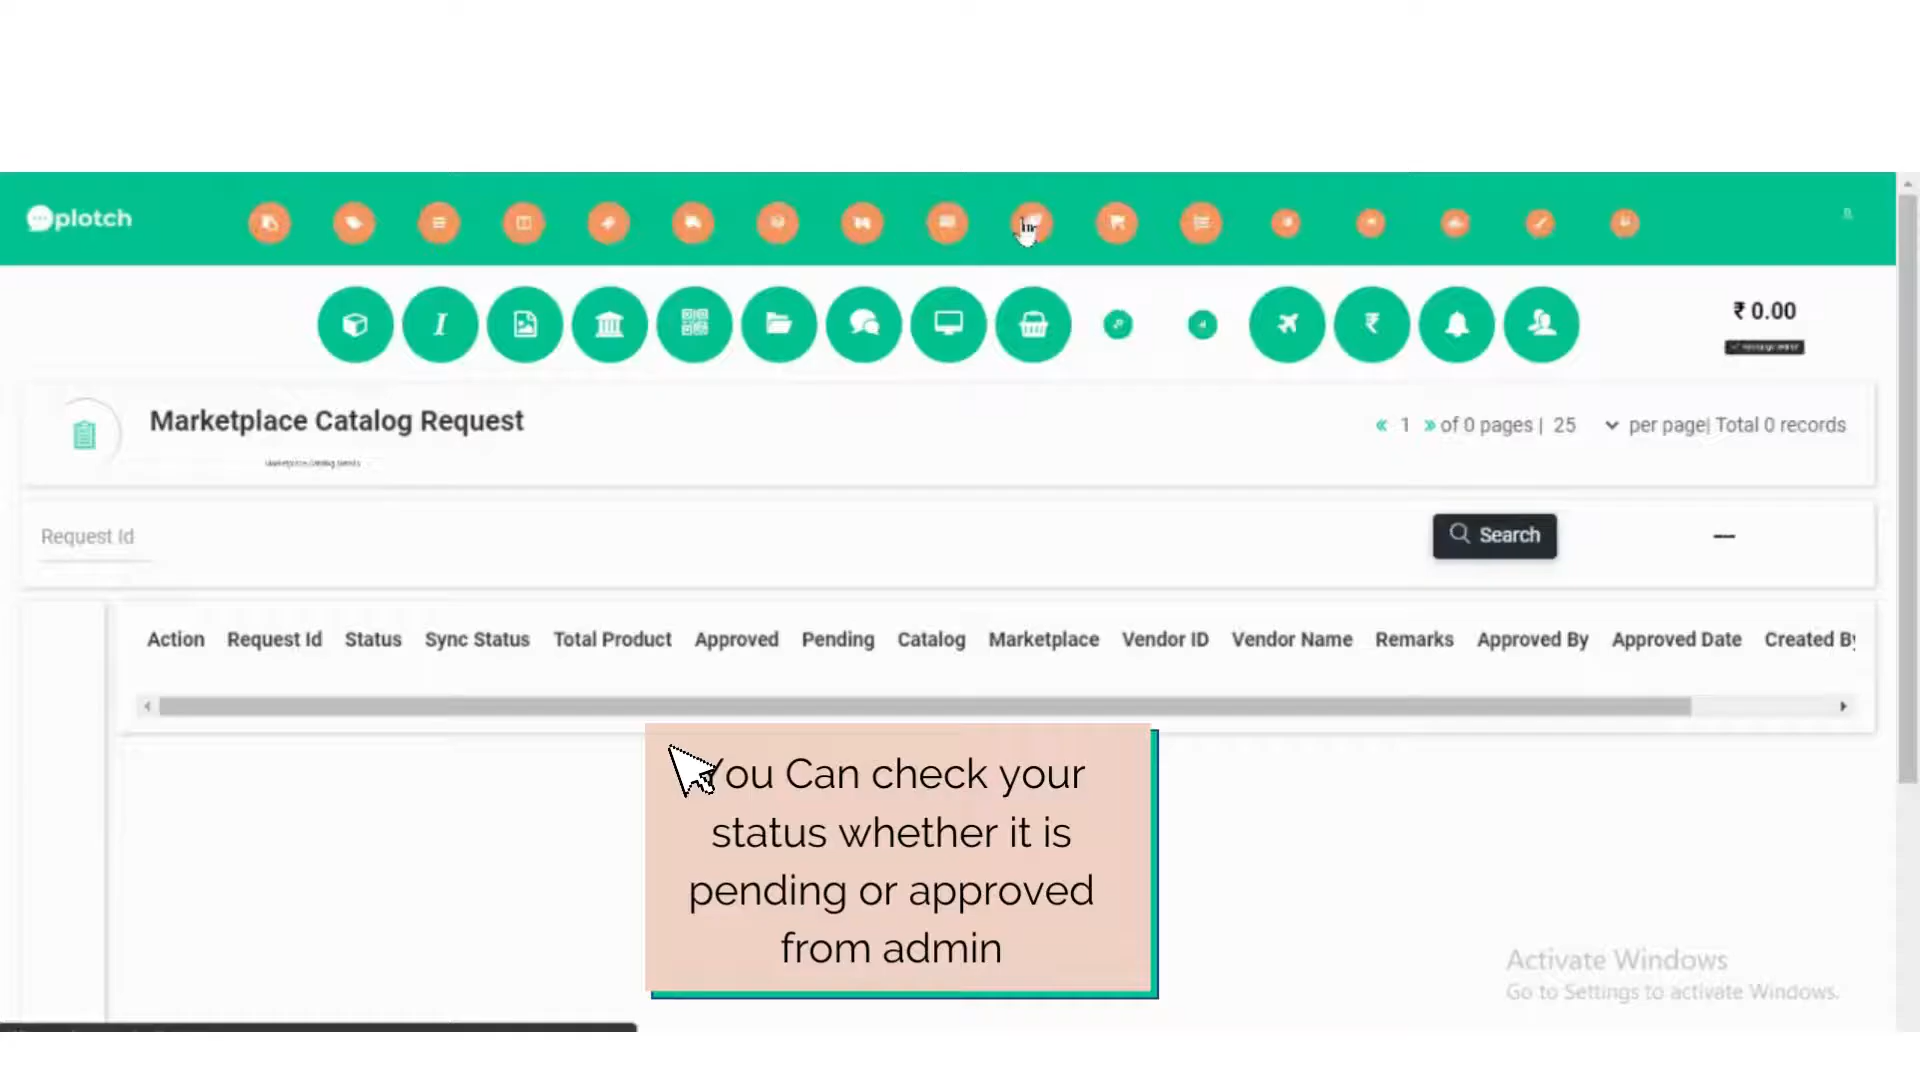 plotch
₹ 0.00
Marketplace Catalog Request
« 1 » of 0 pages | 25 per page| Total 0 records
Request Id
Search
Action Request Id Status Sync Status Total Product Approved Pending Catalog Marketplace Vendor ID Vendor Name Remarks Approved By Approved Date Created By
You Can check your
status whether it is
pending or approved
from admin
Activate Windows
Go to Settings to activate Windows.